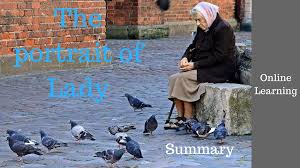 The
portrait of
Lady
Summary
Online
Learning